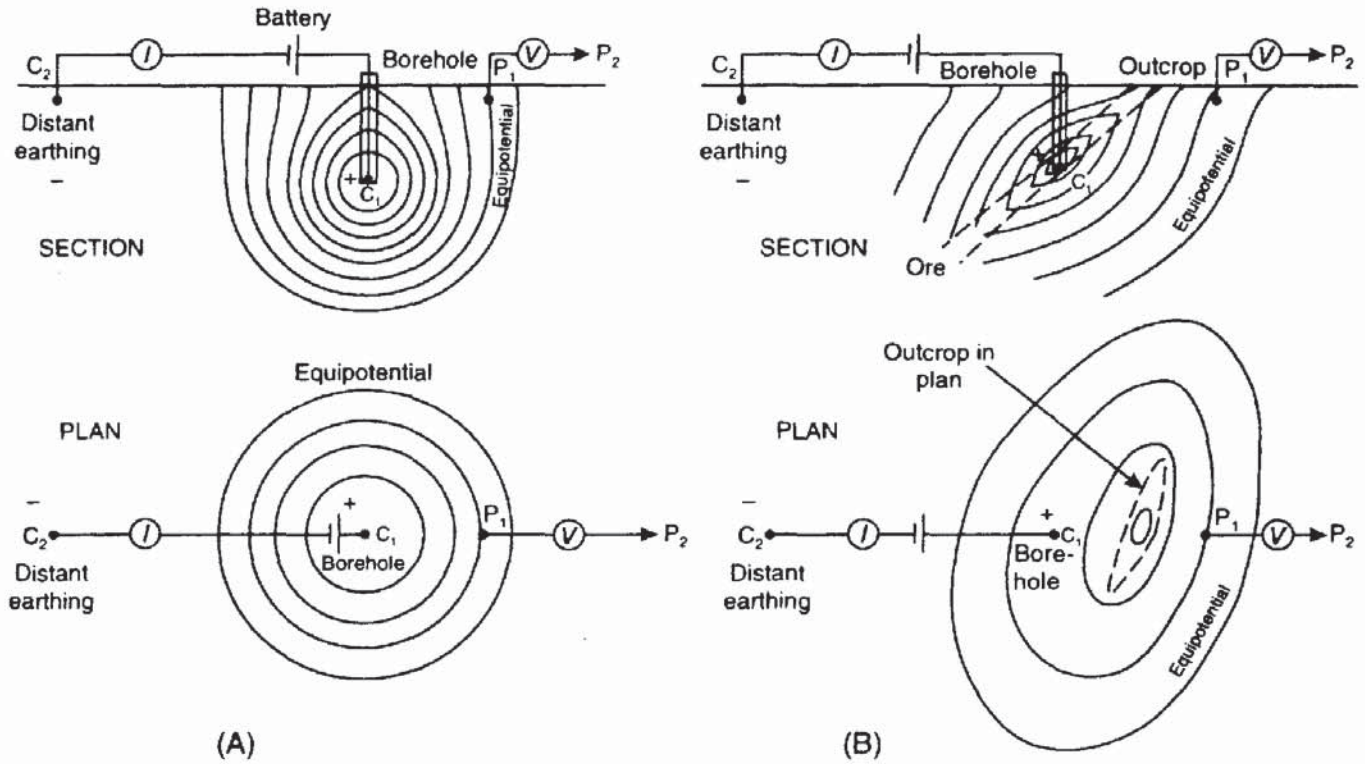 Battery
I
V
P2
C2
Borehole
P1
Distant
earthing
−
+
C1
Equipotential
SECTION
Equipotential
PLAN
−
C2
I
+
C1
Borehole
P1
V
P2
Distant
earthing
(A)
I
V
P2
C2
Borehole
Outcrop
P1
Distant
earthing
−
C1
Equipotential
SECTION
Ore
Outcrop in
plan
PLAN
−
C2
I
+
C1
Bore-
hole
P1
V
P2
Distant
earthing
Equipotential
(B)